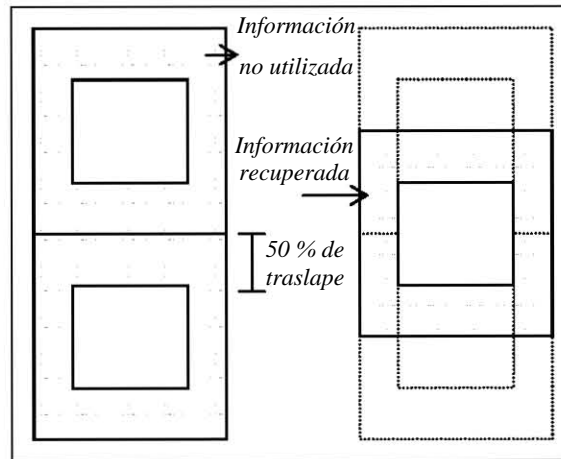 Información
no utilizada
Información
recuperada
50 % de
traslape